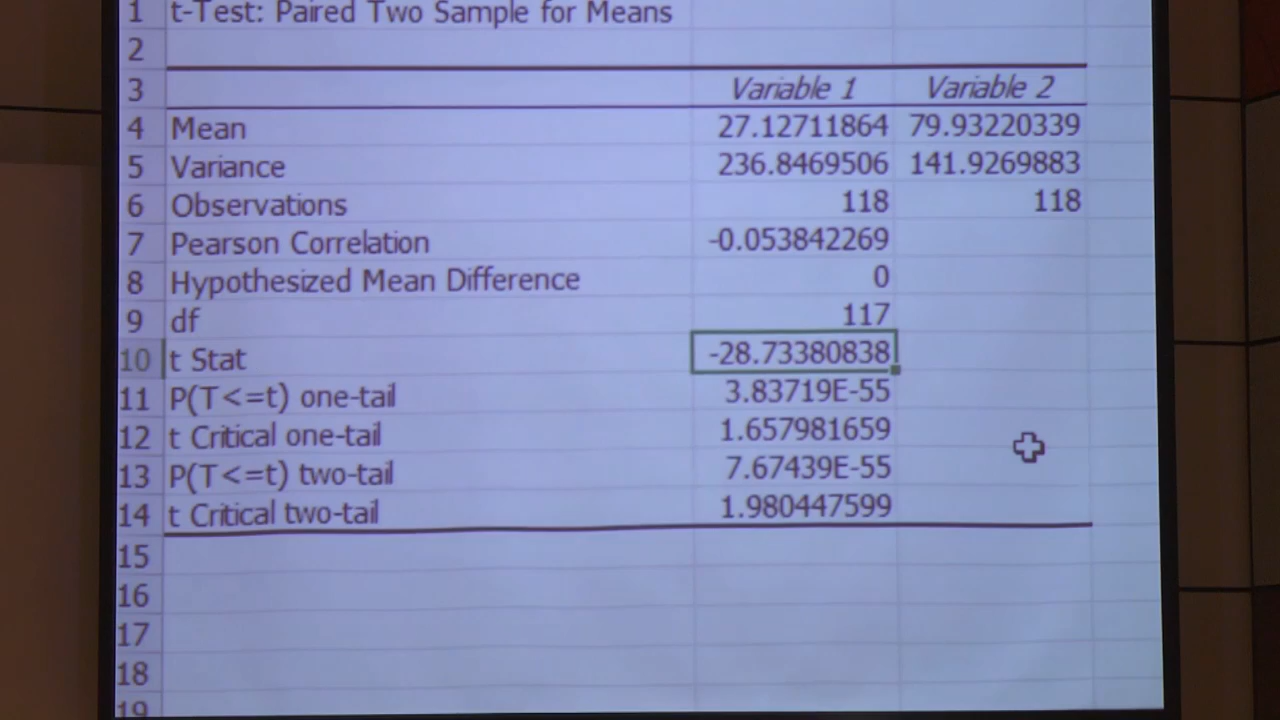 1 t-Test: Paired Two Sample for Means
2
3 Variable 1 Variable 2
4 Mean 27.12711864 79.93220339
5 Variance 236.8469506 141.9269883
6 Observations 118 118
7 Pearson Correlation -0.053842269
8 Hypothesized Mean Difference 0
9 df 117
10 t Stat -28.73380838
11 P(T<=t) one-tail 3.83719E-55
12 t Critical one-tail 1.657981659
13 P(T<=t) two-tail 7.67439E-55
14 t Critical two-tail 1.980447599
15
16
17
18
19